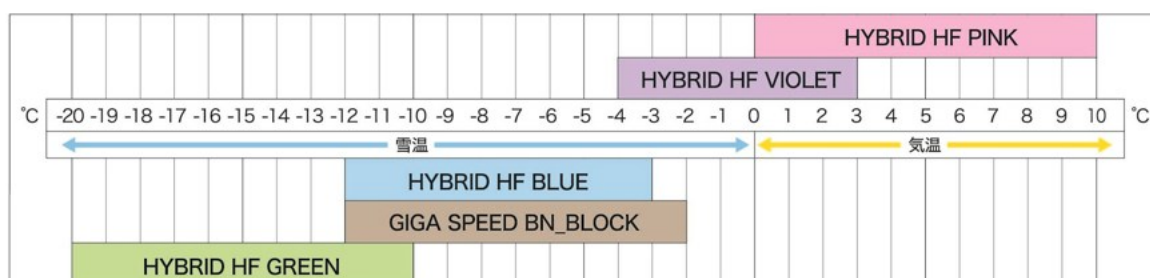 HYBRID HF PINK
HYBRID HF VIOLET
℃ -20 -19 -18 -17 -16 -15 -14 -13 -12 -11 -10 -9 -8 -7 -6 -5 -4 -3 -2 -1 0 1 2 3 4 5 6 7 8 9 10 ℃
雪温 気温
HYBRID HF BLUE
GIGA SPEED BN_BLOCK
HYBRID HF GREEN